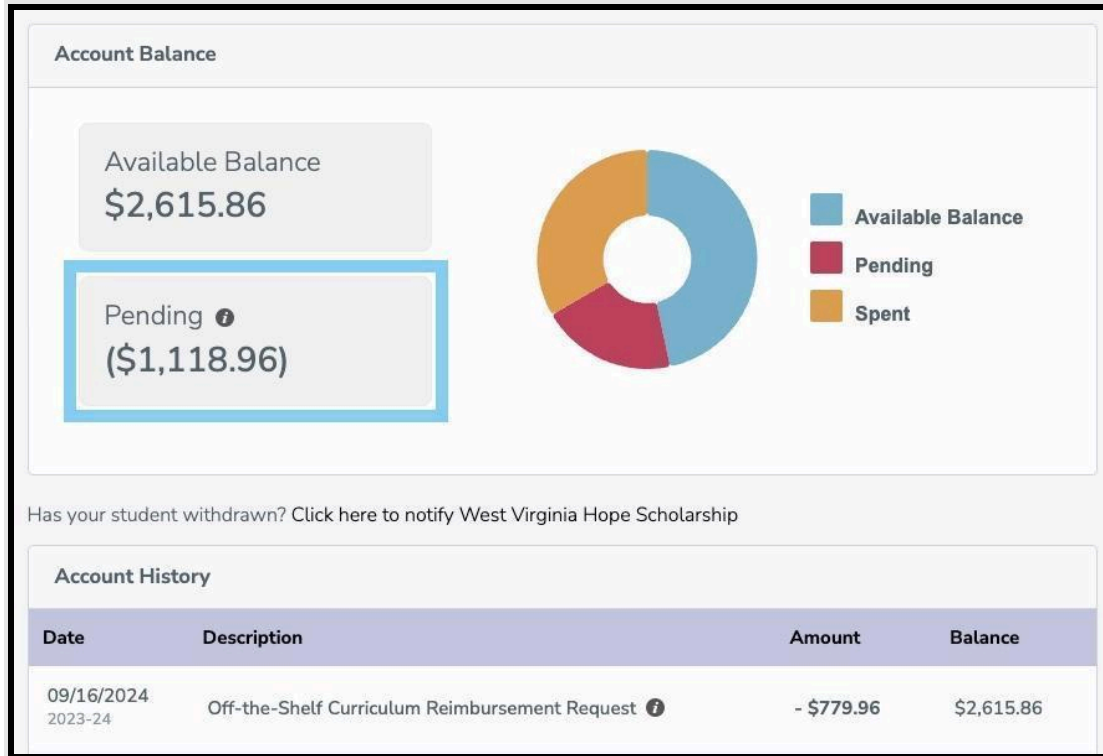 Account Balance
Available Balance
$2,615.86
Pending
($1,118.96)
Available Balance
Pending
Spent
Has your student withdrawn? Click here to notify West Virginia Hope Scholarship
Account History
Date Description Amount Balance
09/16/2024
2023-24
Off-the-Shelf Curriculum Reimbursement Request - $779.96 $2,615.86